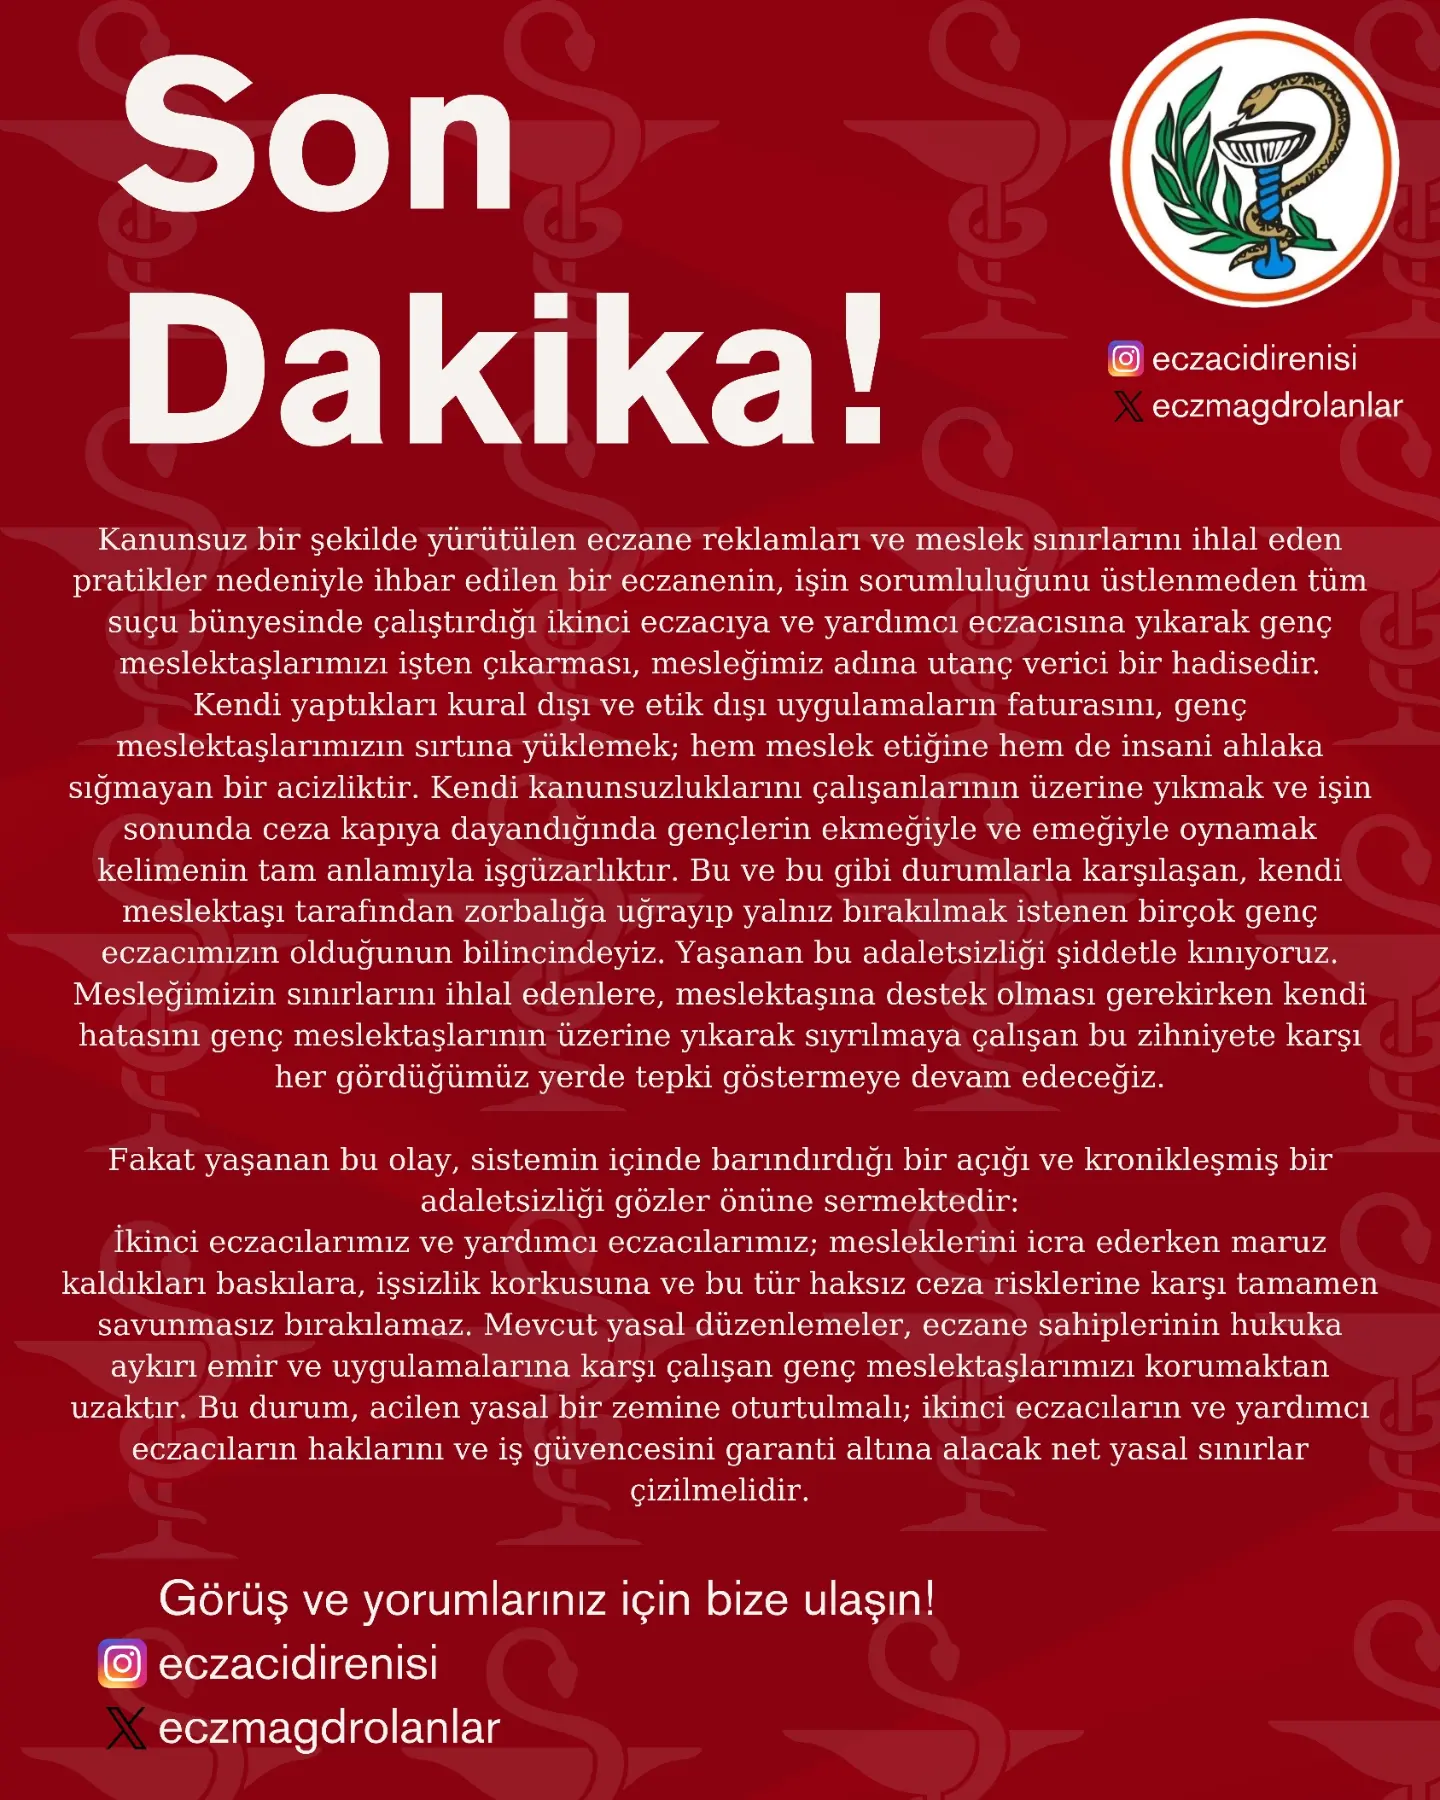 Son
Dakika!
eczacidirenisi
eczmagdrolanlar
Kanunsuz bir şekilde yürütülen eczane reklamları ve meslek sınırlarını ihlal eden
pratikler nedeniyle ihbar edilen bir eczanenin, işin sorumluluğunu üstlenmeden tüm
suçu bünyesinde çalıştırdığı ikinci eczacıya ve yardımcı eczacısına yıkarak genç
meslektaşlarımızı işten çıkarması, mesleğimiz adına utanç verici bir hadisedir.
Kendi yaptıkları kural dışı ve etik dışı uygulamaların faturasını, genç
meslektaşlarımızın sırtına yüklemek; hem meslek etiğine hem de insani ahlaka
sığmayan bir acizliktir. Kendi kanunsuzluklarını çalışanlarının üzerine yıkmak ve işin
sonunda ceza kapıya dayandığında gençlerin ekmeğiyle ve emeğiyle oynamak
kelimenin tam anlamıyla işgüzarlıktır. Bu ve bu gibi durumlarla karşılaşan, kendi
meslektaşı tarafından zorbalığa uğrayıp yalnız bırakılmak istenen birçok genç
eczacımızın olduğunun bilincindeyiz. Yaşanan bu adaletsizliği şiddetle kınıyoruz.
Mesleğimizin sınırlarını ihlal edenlere, meslektaşına destek olması gerekirken kendi
hatasını genç meslektaşlarının üzerine yıkarak sıyrılmaya çalışan bu zihniyete karşı
her gördüğümüz yerde tepki göstermeye devam edeceğiz.
Fakat yaşanan bu olay, sistemin içinde barındırdığı bir açığı ve kronikleşmiş bir
adaletsizliği gözler önüne sermektedir:
İkinci eczacılarımız ve yardımcı eczacılarımız; mesleklerini icra ederken maruz
kaldıkları baskılara, işsizlik korkusuna ve bu tür haksız ceza risklerine karşı tamamen
savunmasız bırakılamaz. Mevcut yasal düzenlemeler, eczane sahiplerinin hukuka
aykırı emir ve uygulamalarına karşı çalışan genç meslektaşlarımızı korumaktan
uzaktır. Bu durum, acilen yasal bir zemine oturtulmalı; ikinci eczacıların ve yardımcı
eczacıların haklarını ve iş güvencesini garanti altına alacak net yasal sınırlar
çizilmelidir.
Görüş ve yorumlarınız için bize ulaşın!
eczacidirenisi
eczmagdrolanlar